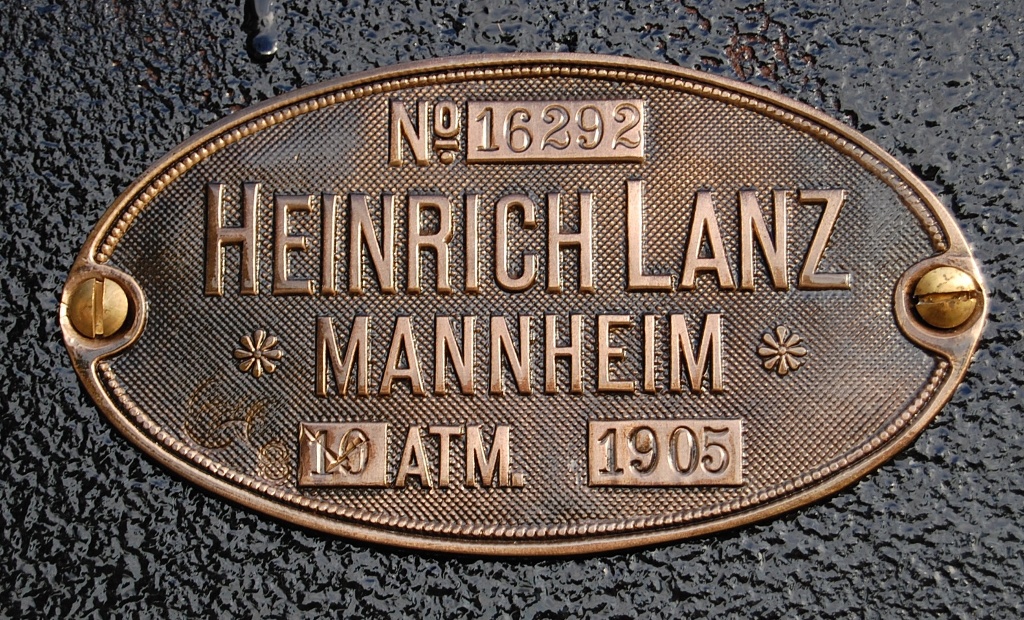 Nº 16292
HEINRICH LANZ
MANNHEIM
10 ATM. 1905